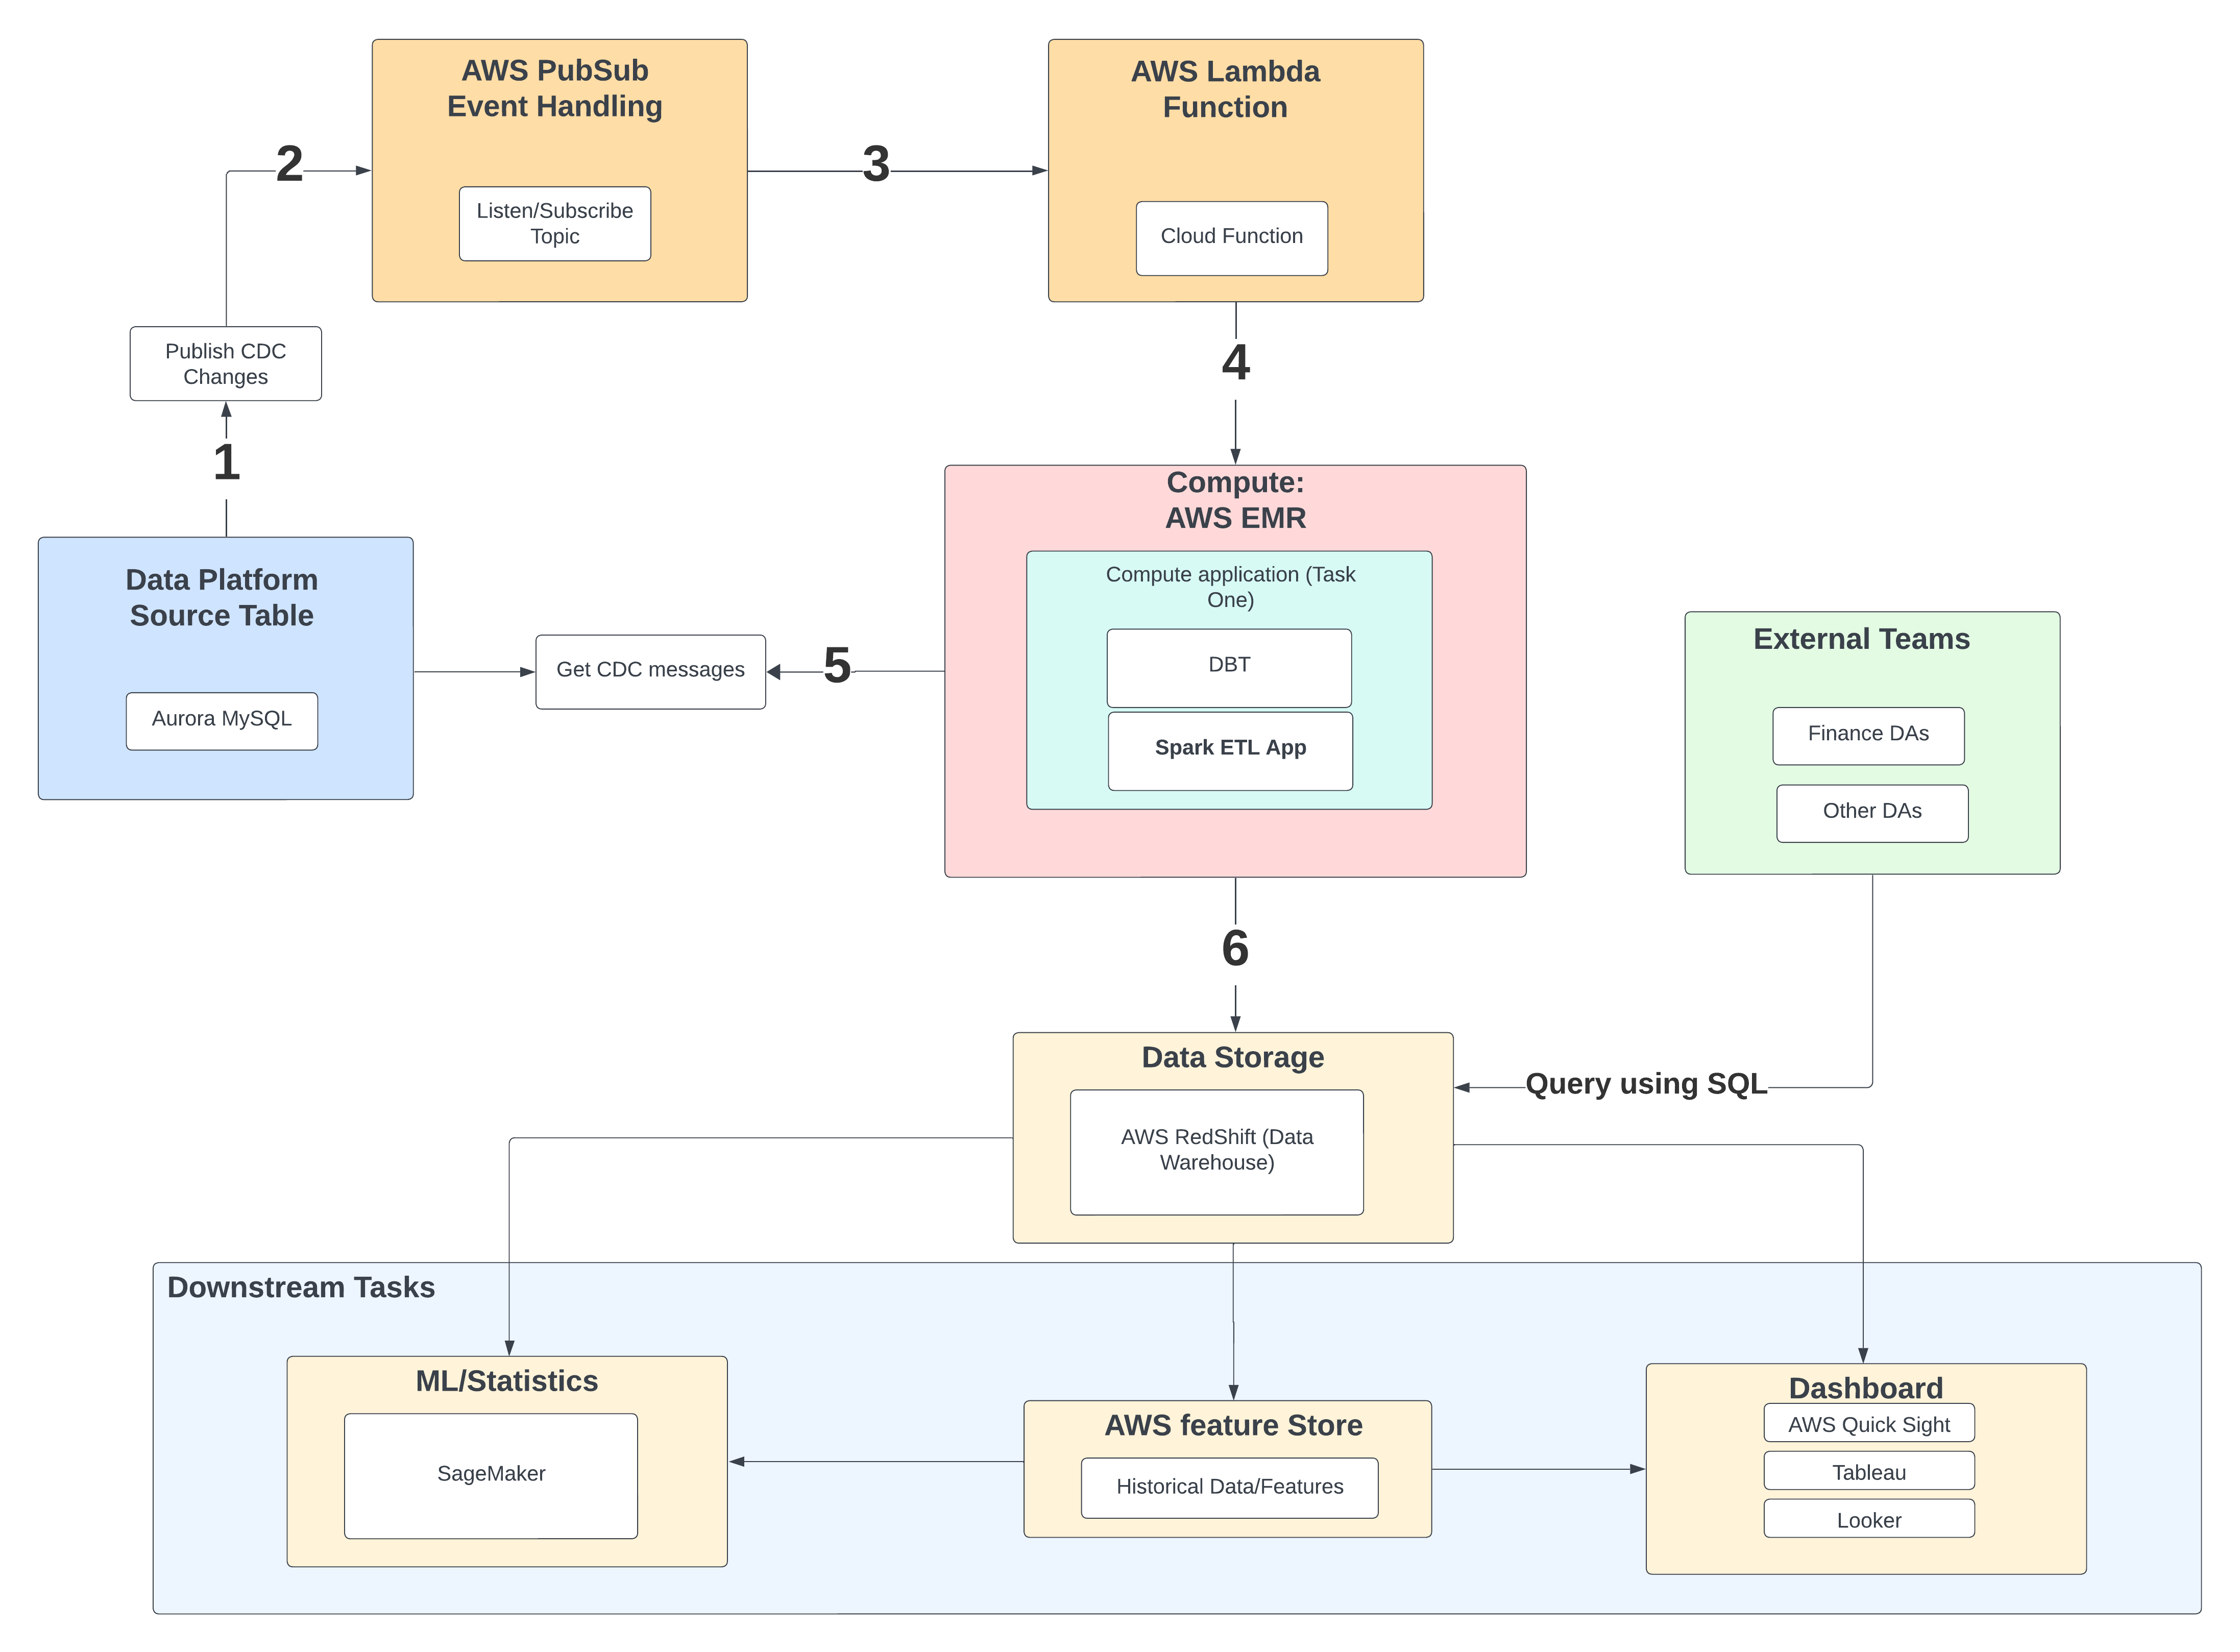 AWS PubSub
Event Handling
Listen/Subscribe
Topic
AWS Lambda
Function
Cloud Function
2
3
Publish CDC
Changes
4
1
Data Platform
Source Table
Aurora MySQL
Get CDC messages
5
Compute:
AWS EMR
Compute application (Task
One)
DBT
Spark ETL App
External Teams
Finance DAs
Other DAs
6
Query using SQL
Data Storage
AWS RedShift (Data
Warehouse)
Downstream Tasks
ML/Statistics
SageMaker
AWS feature Store
Historical Data/Features
Dashboard
AWS Quick Sight
Tableau
Looker